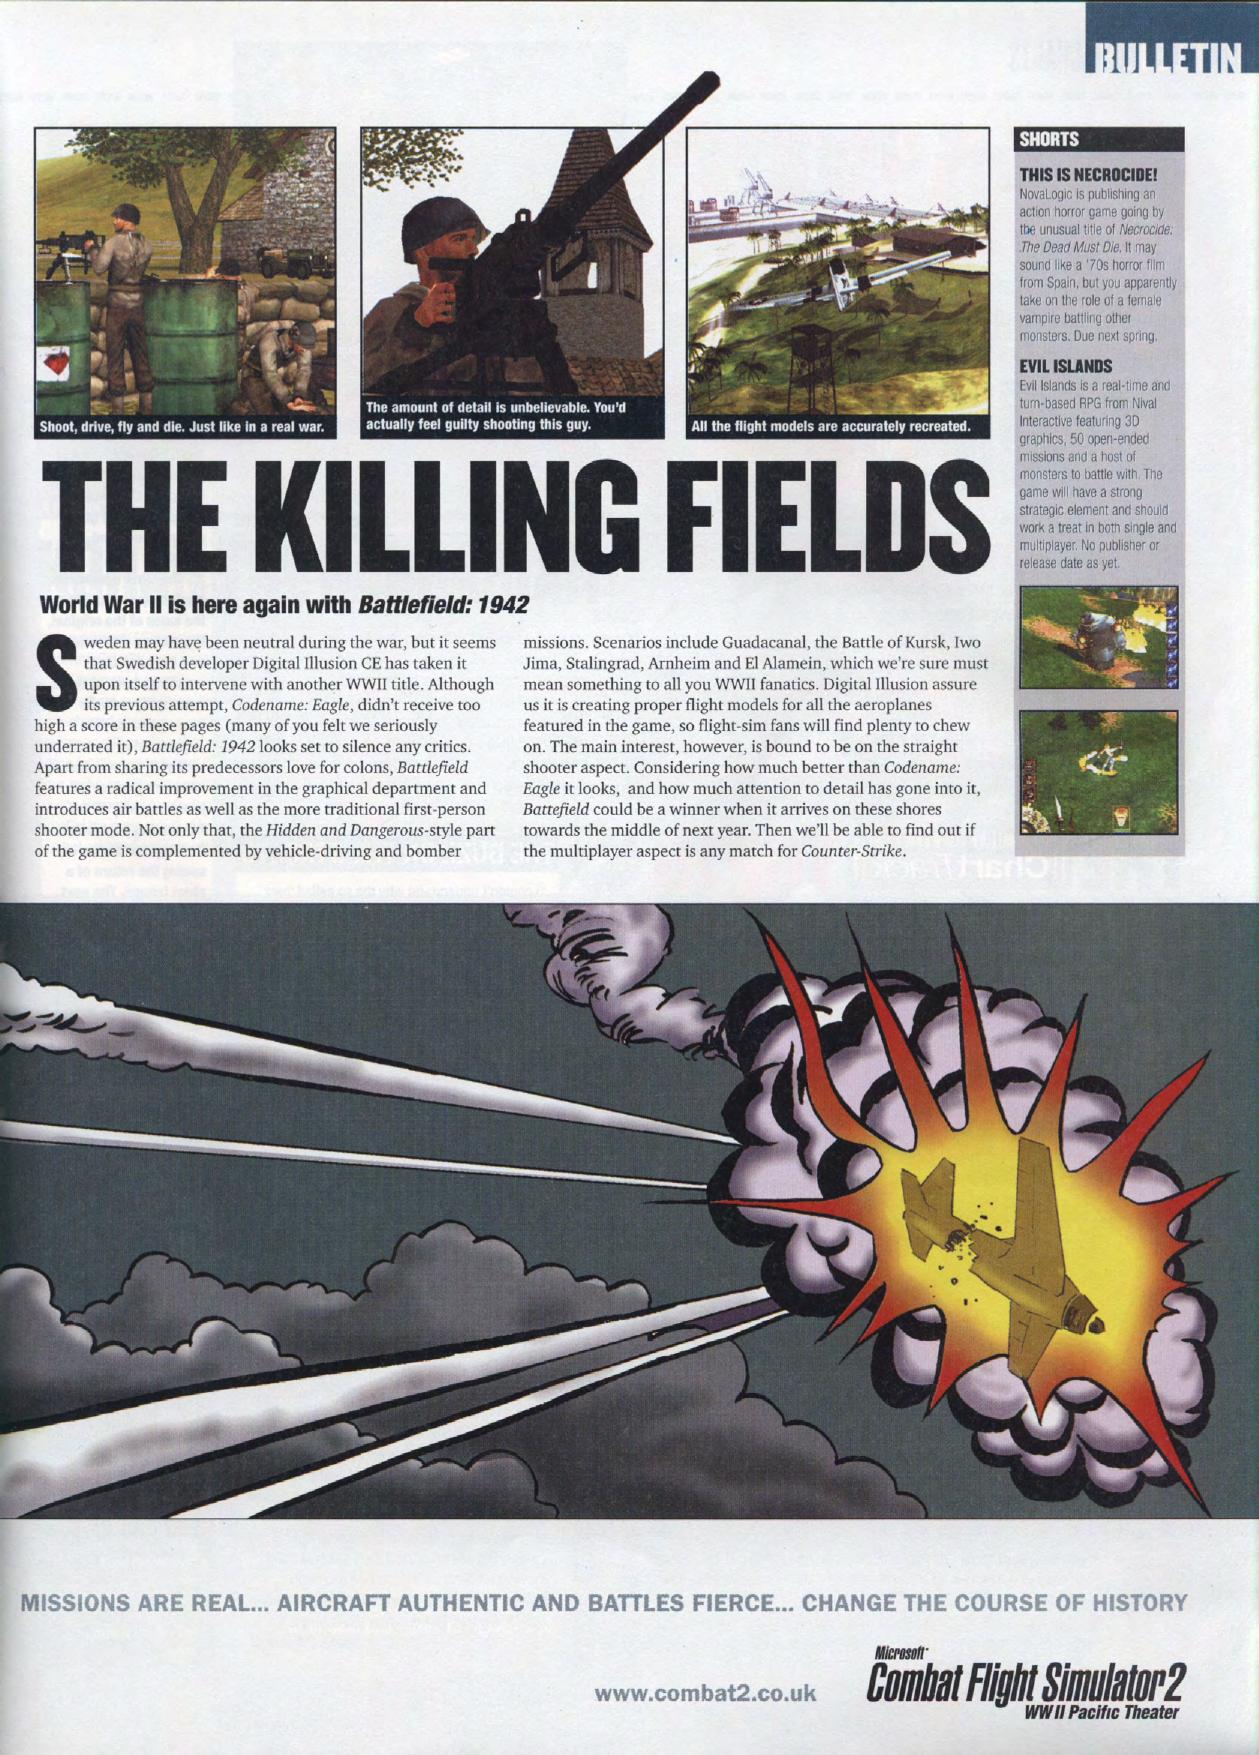 BULLETIN
Shoot, drive, fly and die. Just like in a real war.
The amount of detail is unbelievable. You'd
actually feel guilty shooting this guy.
All the flight models are accurately recreated.
THE KILLING FIELDS
World War II is here again with Battlefield: 1942
Sweden may have been neutral during the war, but it seems
that Swedish developer Digital Illusion CE has taken it
upon itself to intervene with another WWII title. Although
its previous attempt, Codename: Eagle, didn't receive too
high a score in these pages (many of you felt we seriously
underrated it), Battlefield: 1942 looks set to silence any critics.
Apart from sharing its predecessors love for colons, Battlefield
features a radical improvement in the graphical department and
introduces air battles as well as the more traditional first-person
shooter mode. Not only that, the Hidden and Dangerous-style part
of the game is complemented by vehicle-driving and bomber
missions. Scenarios include Guadacanal, the Battle of Kursk, Iwo
Jima, Stalingrad, Arnheim and El Alamein, which we're sure must
mean something to all you WWII fanatics. Digital Illusion assure
us it is creating proper flight models for all the aeroplanes
featured in the game, so flight-sim fans will find plenty to chew
on. The main interest, however, is bound to be on the straight
shooter aspect. Considering how much better than Codename:
Eagle it looks, and how much attention to detail has gone into it,
Battefield could be a winner when it arrives on these shores
towards the middle of next year. Then we'll be able to find out if
the multiplayer aspect is any match for Counter-Strike.
SHORTS
THIS IS NECROCIDE!
NovaLogic is publishing an
action horror game going by
the unusual title of Necrocide:
The Dead Must Die. It may
sound like a '70s horror film
from Spain, but you apparently
take on the role of a female
vampire battling other
monsters. Due next spring.
EVIL ISLANDS
Evil Islands is a real-time and
turn-based RPG from Nival
Interactive featuring 3D
graphics, 50 open-ended
missions and a host of
monsters to battle with. The
game will have a strong
strategic element and should
work a treat in both single and
multiplayer. No publisher or
release date as yet.
MISSIONS ARE REAL... AIRCRAFT AUTHENTIC AND BATTLES FIERCE... CHANGE THE COURSE OF HISTORY
www.combat2.co.uk
Microsoft
Combat Flight Simulator 2
WW II Pacific Theater